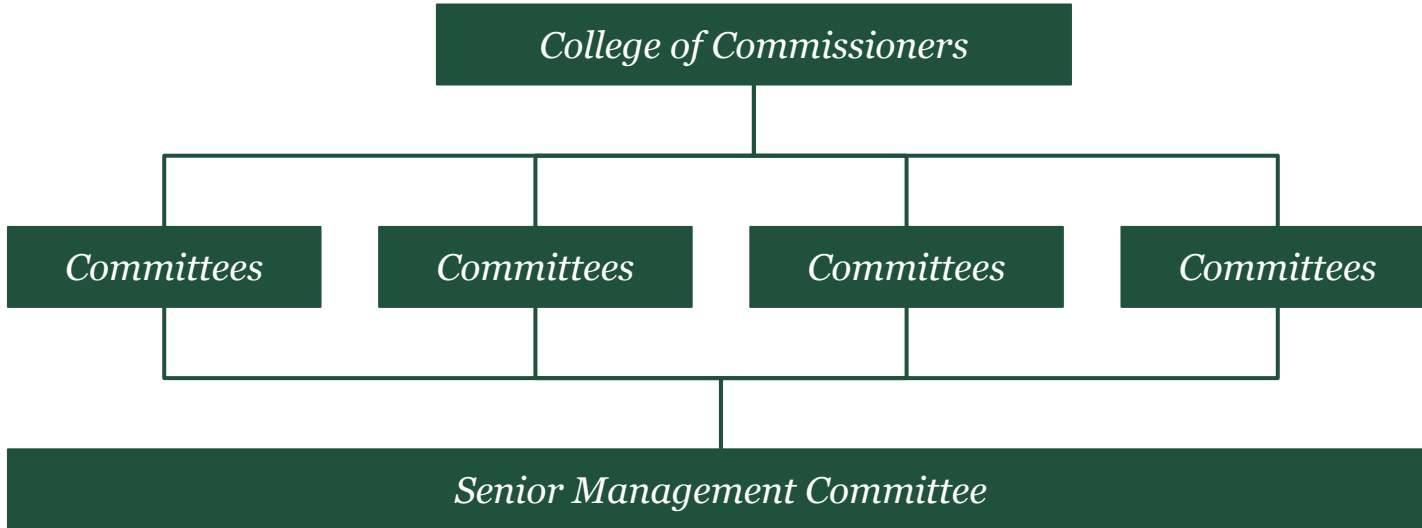 College of Commissioners
Committees
Committees
Committees
Committees
Senior Management Committee